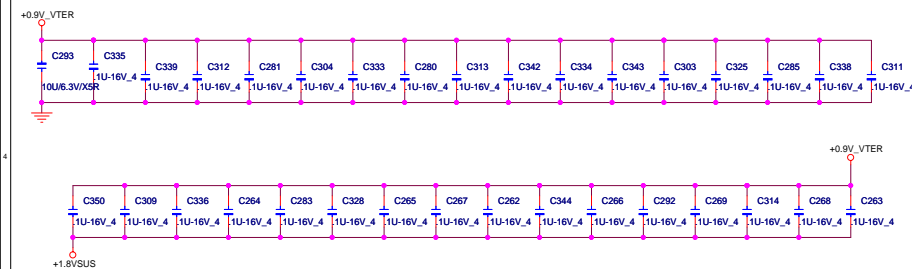 +0.9V_VTER
C293 C335 C339 C312 C281 C304 C333 C280 C313 C342 C334 C343 C303 C325 C285 C338 C311
10U/6.3V/X5R .1U-16V_4 .1U-16V_4 .1U-16V_4 .1U-16V_4 .1U-16V_4 .1U-16V_4 .1U-16V_4 .1U-16V_4 .1U-16V_4 .1U-16V_4 .1U-16V_4 .1U-16V_4 .1U-16V_4 .1U-16V_4 .1U-16V_4 .1U-16V_4
4
+0.9V_VTER
C350 C309 C336 C264 C283 C328 C265 C267 C262 C344 C266 C292 C269 C314 C268 C263
.1U-16V_4 .1U-16V_4 .1U-16V_4 .1U-16V_4 .1U-16V_4 .1U-16V_4 .1U-16V_4 .1U-16V_4 .1U-16V_4 .1U-16V_4 .1U-16V_4 .1U-16V_4 .1U-16V_4 .1U-16V_4 .1U-16V_4 .1U-16V_4
+1.8VSUS